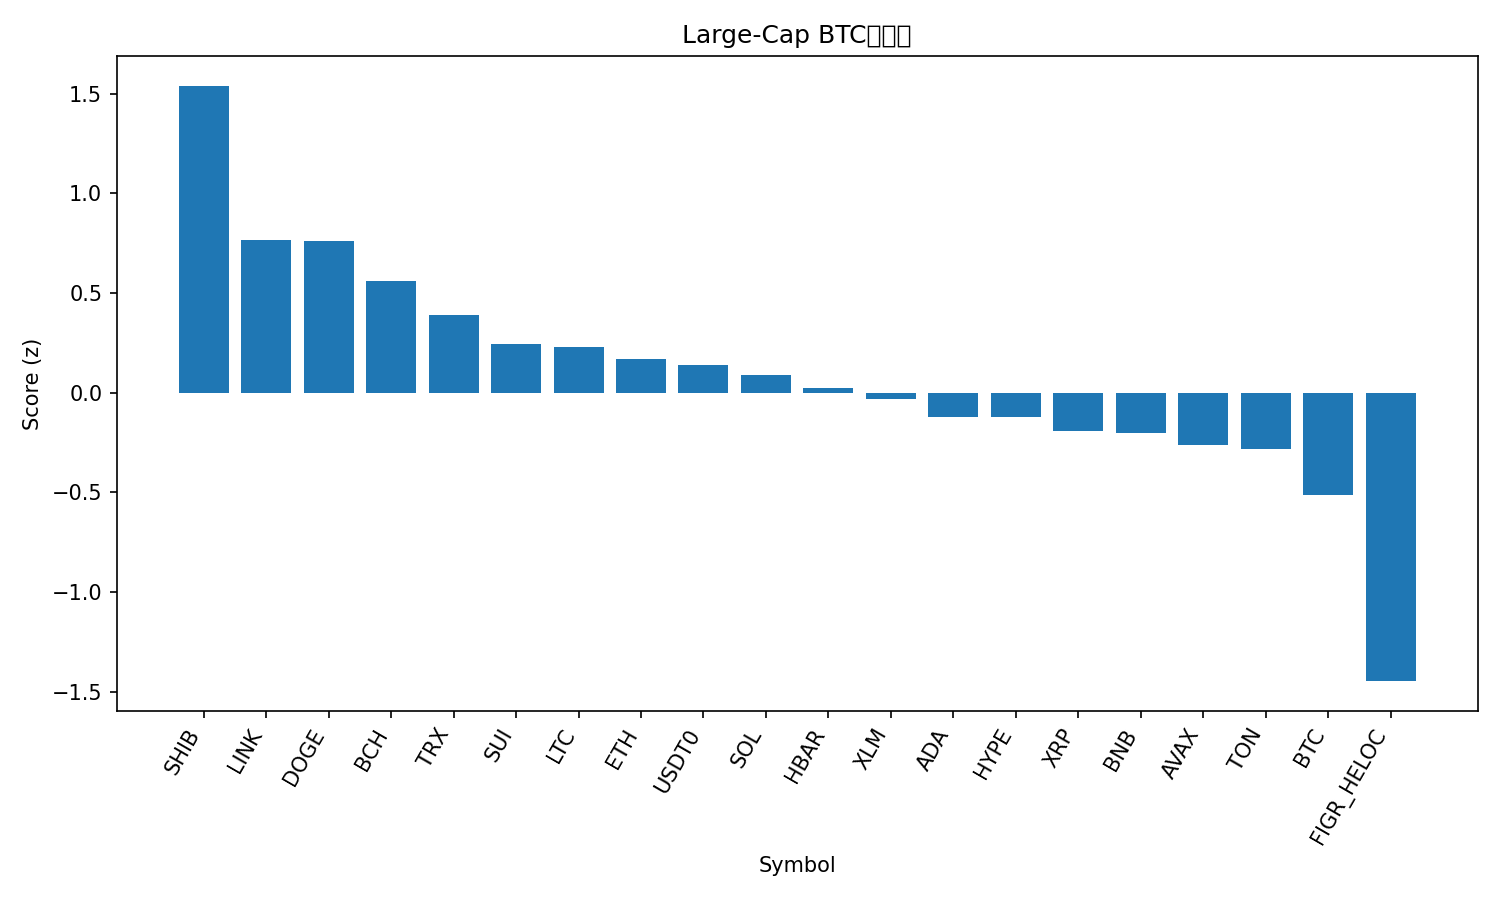 Large-Cap BTC
1.5
1.0
0.5
0.0
−0.5
−1.0
−1.5
Score (z)
SHIB
LINK
DOGE
BCH
TRX
SUI
LTC
ETH
USDT0
SOL
HBAR
XLM
ADA
HYPE
XRP
BNB
AVAX
TON
BTC
FIGR_HELOC
Symbol